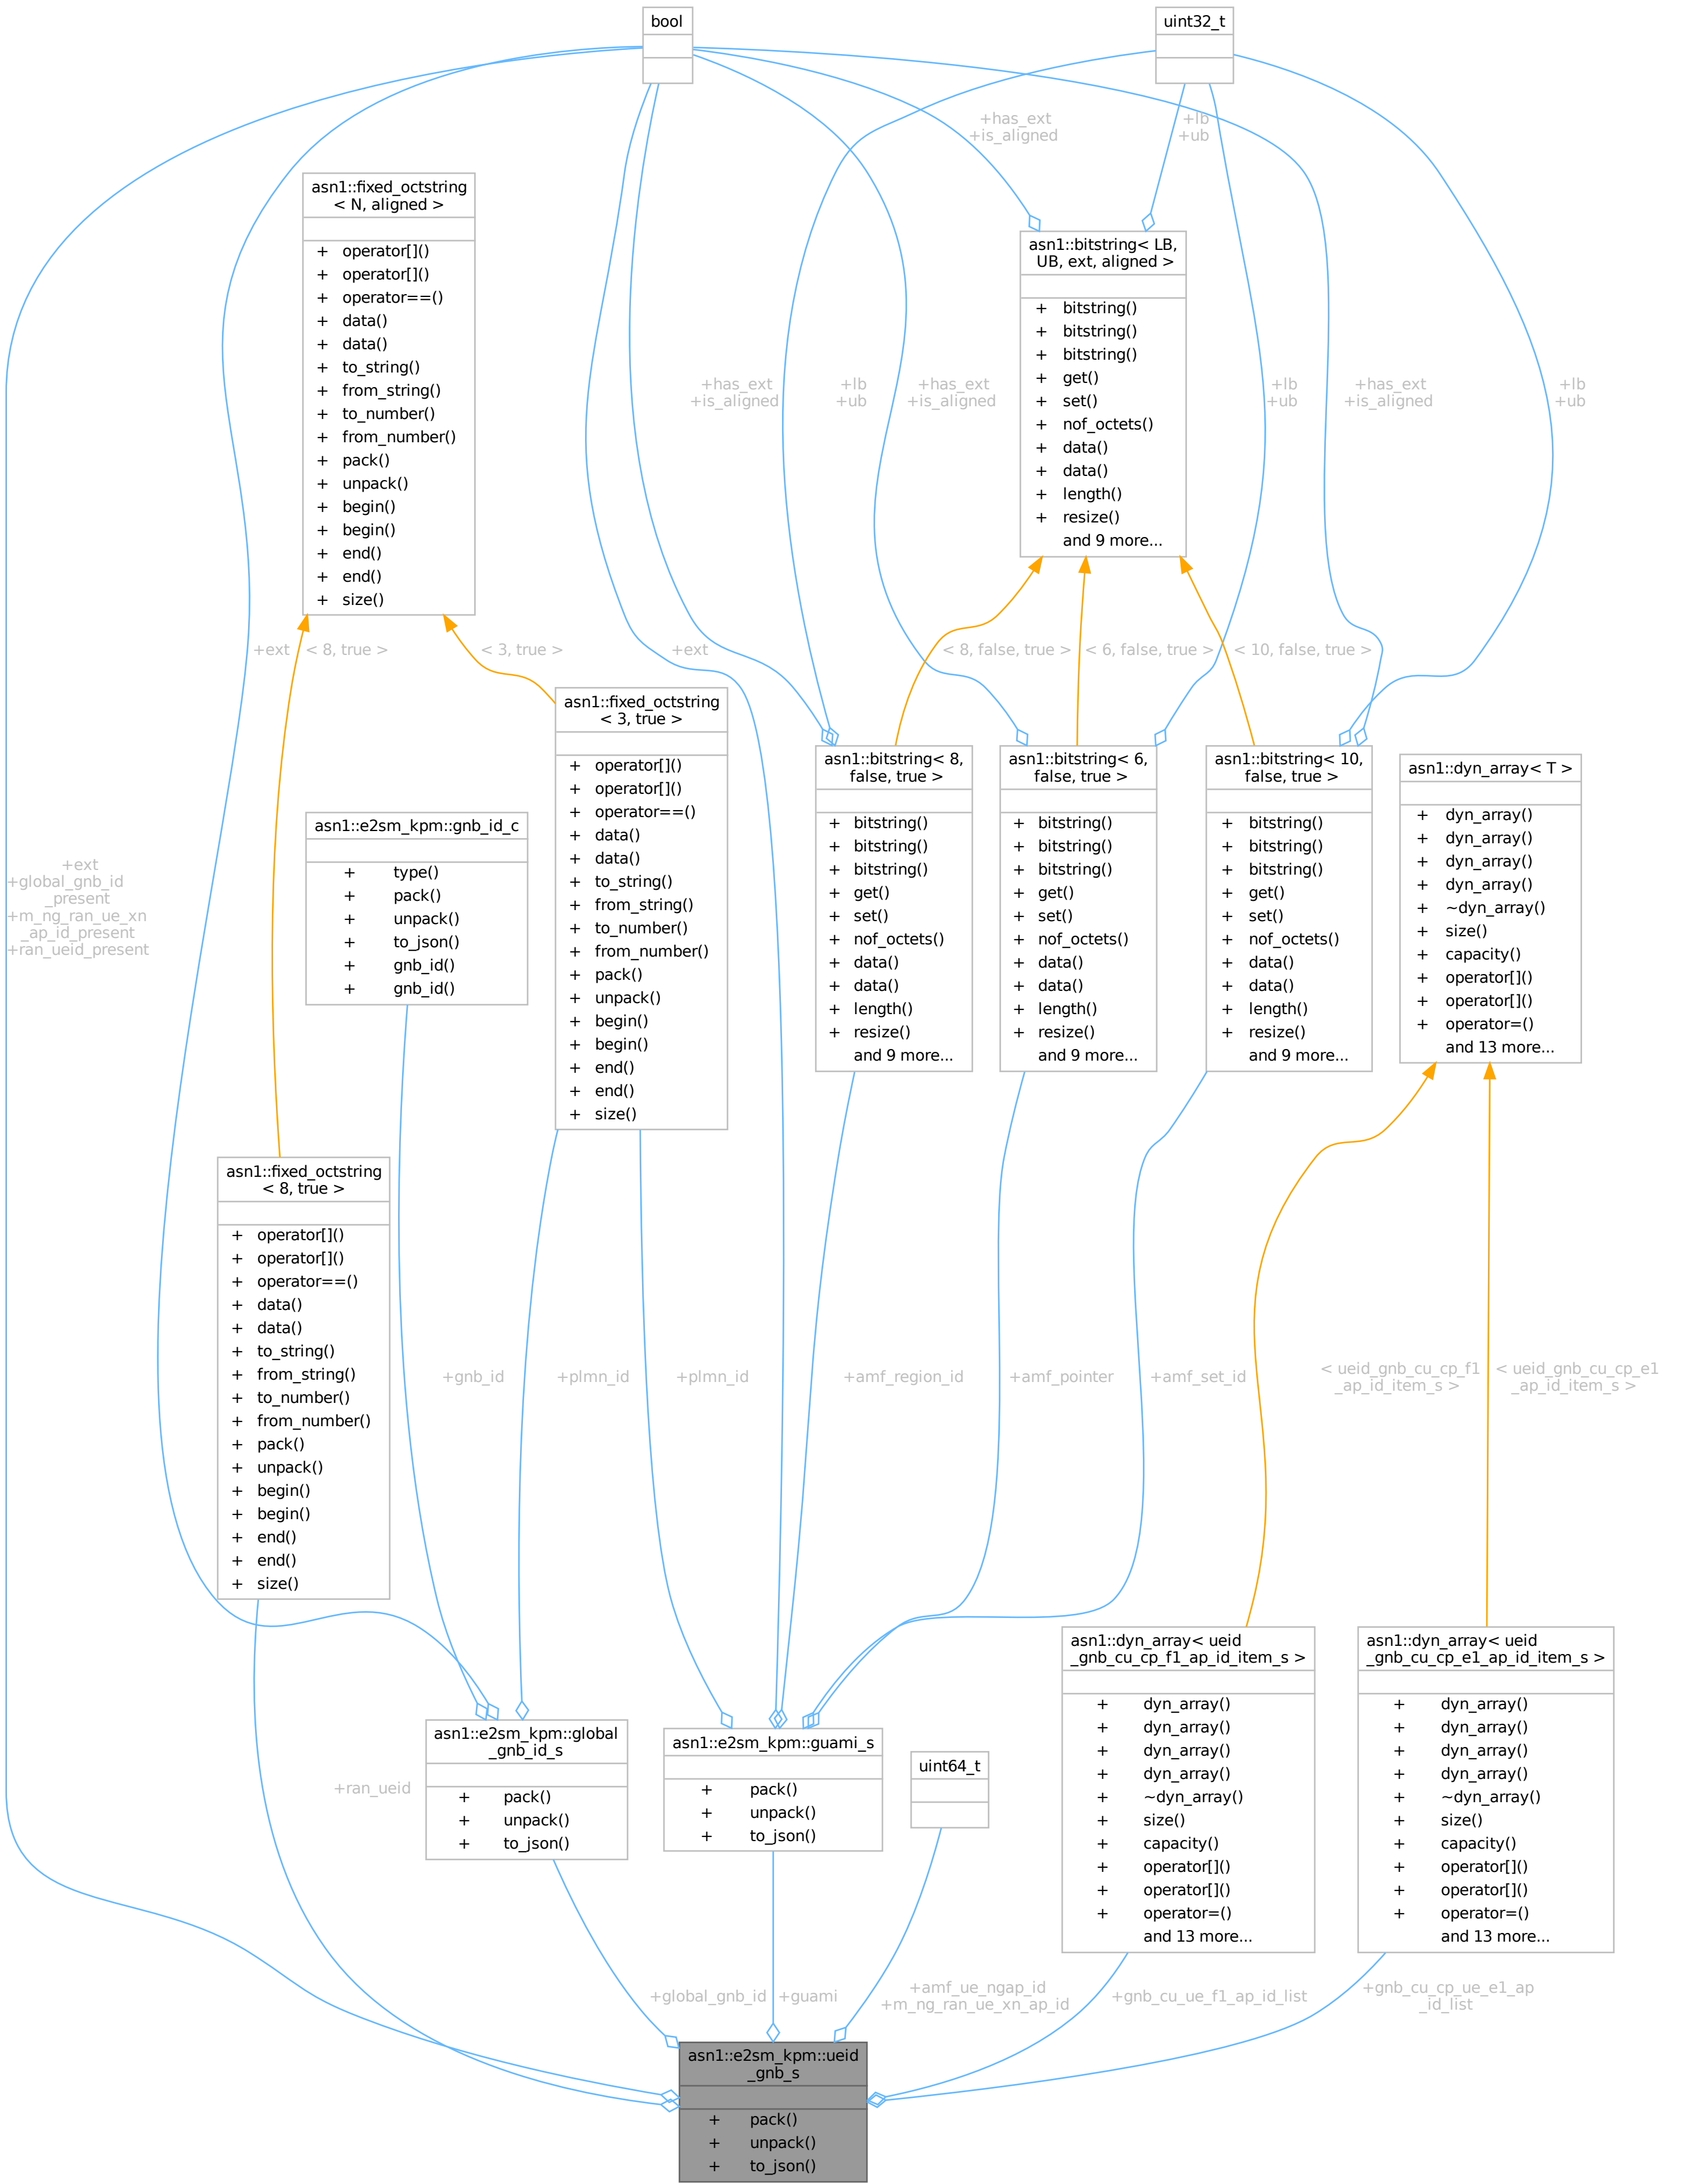 bool
uint32_t
+has_ext
+is_aligned
+lb
+ub
asn1::fixed_octstring
< N, aligned >
+ operator[]()
+ operator[]()
+ operator==()
+ data()
+ data()
+ to_string()
+ from_string()
+ to_number()
+ from_number()
+ pack()
+ unpack()
+ begin()
+ begin()
+ end()
+ end()
+ size()
asn1::bitstring< LB,
UB, ext, aligned >
+ bitstring()
+ bitstring()
+ bitstring()
+ get()
+ set()
+ nof_octets()
+ data()
+ data()
+ length()
+ resize()
and 9 more...
+has_ext
+is_aligned
+lb
+ub
+has_ext
+is_aligned
+lb
+ub
+has_ext
+is_aligned
+lb
+ub
+ext
< 8, true >
< 3, true >
+ext
< 8, false, true >
< 6, false, true >
< 10, false, true >
asn1::fixed_octstring
< 3, true >
+ operator[]()
+ operator[]()
+ operator==()
+ data()
+ data()
+ to_string()
+ from_string()
+ to_number()
+ from_number()
+ pack()
+ unpack()
+ begin()
+ begin()
+ end()
+ end()
+ size()
asn1::bitstring< 8,
false, true >
+ bitstring()
+ bitstring()
+ bitstring()
+ get()
+ set()
+ nof_octets()
+ data()
+ data()
+ length()
+ resize()
and 9 more...
asn1::bitstring< 6,
false, true >
+ bitstring()
+ bitstring()
+ bitstring()
+ get()
+ set()
+ nof_octets()
+ data()
+ data()
+ length()
+ resize()
and 9 more...
asn1::bitstring< 10,
false, true >
+ bitstring()
+ bitstring()
+ bitstring()
+ get()
+ set()
+ nof_octets()
+ data()
+ data()
+ length()
+ resize()
and 9 more...
asn1::dyn_array< T >
+ dyn_array()
+ dyn_array()
+ dyn_array()
+ dyn_array()
+ ~dyn_array()
+ size()
+ capacity()
+ operator[]()
+ operator[]()
+ operator=()
and 13 more...
asn1::e2sm_kpm::gnb_id_c
+ type()
+ pack()
+ unpack()
+ to_json()
+ gnb_id()
+ gnb_id()
+ext
+global_gnb_id
_present
+m_ng_ran_ue_xn
_ap_id_present
+ran_ueid_present
asn1::fixed_octstring
< 8, true >
+ operator[]()
+ operator[]()
+ operator==()
+ data()
+ data()
+ to_string()
+ from_string()
+ to_number()
+ from_number()
+ pack()
+ unpack()
+ begin()
+ begin()
+ end()
+ end()
+ size()
+gnb_id
+plmn_id
+plmn_id
+amf_region_id
+amf_pointer
+amf_set_id
< ueid_gnb_cu_cp_f1
_ap_id_item_s >
< ueid_gnb_cu_cp_e1
_ap_id_item_s >
asn1::dyn_array< ueid
_gnb_cu_cp_f1_ap_id_item_s >
+ dyn_array()
+ dyn_array()
+ dyn_array()
+ dyn_array()
+ ~dyn_array()
+ size()
+ capacity()
+ operator[]()
+ operator[]()
+ operator=()
and 13 more...
asn1::dyn_array< ueid
_gnb_cu_cp_e1_ap_id_item_s >
+ dyn_array()
+ dyn_array()
+ dyn_array()
+ dyn_array()
+ ~dyn_array()
+ size()
+ capacity()
+ operator[]()
+ operator[]()
+ operator=()
and 13 more...
+ran_ueid
asn1::e2sm_kpm::global
_gnb_id_s
+ pack()
+ unpack()
+ to_json()
asn1::e2sm_kpm::guami_s
+ pack()
+ unpack()
+ to_json()
uint64_t
+global_gnb_id
+guami
+amf_ue_ngap_id
+m_ng_ran_ue_xn_ap_id
+gnb_cu_ue_f1_ap_id_list
+gnb_cu_cp_ue_e1_ap
_id_list
asn1::e2sm_kpm::ueid
_gnb_s
+ pack()
+ unpack()
+ to_json()